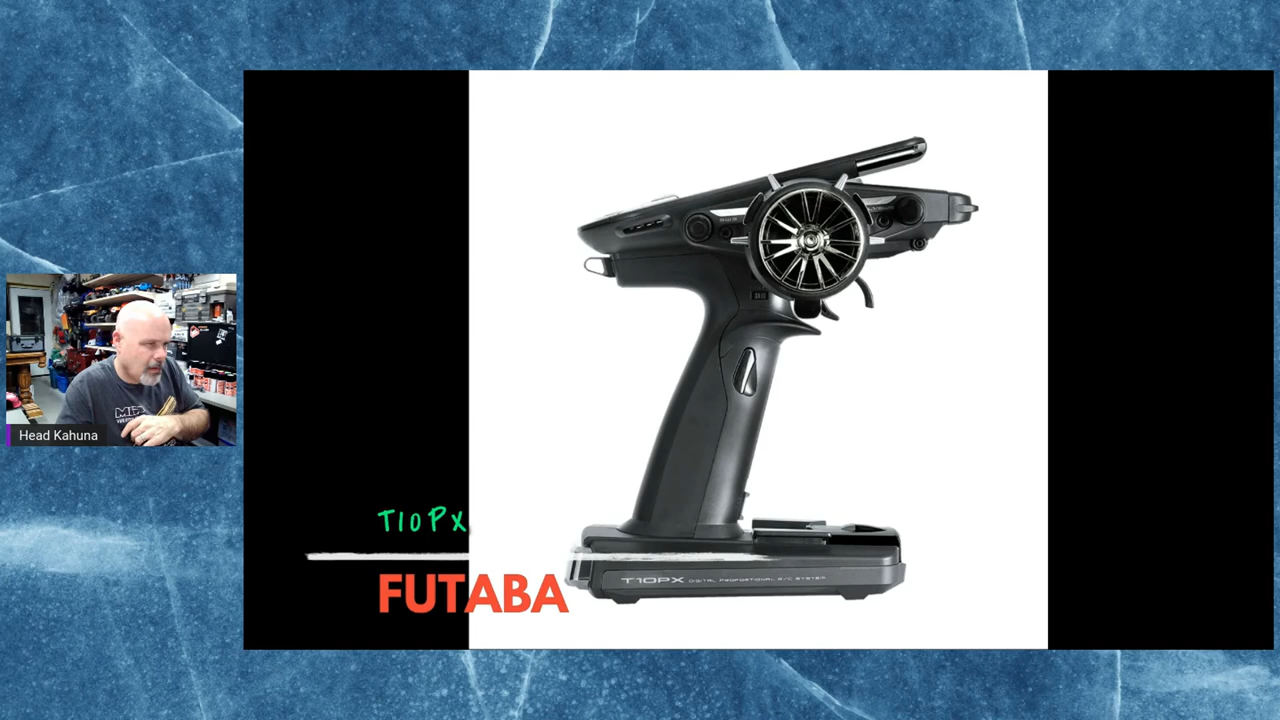 Head Kahuna
T10PX
FUTABA
T10PX DIGITAL PROPORTIONAL R/C SYSTEM